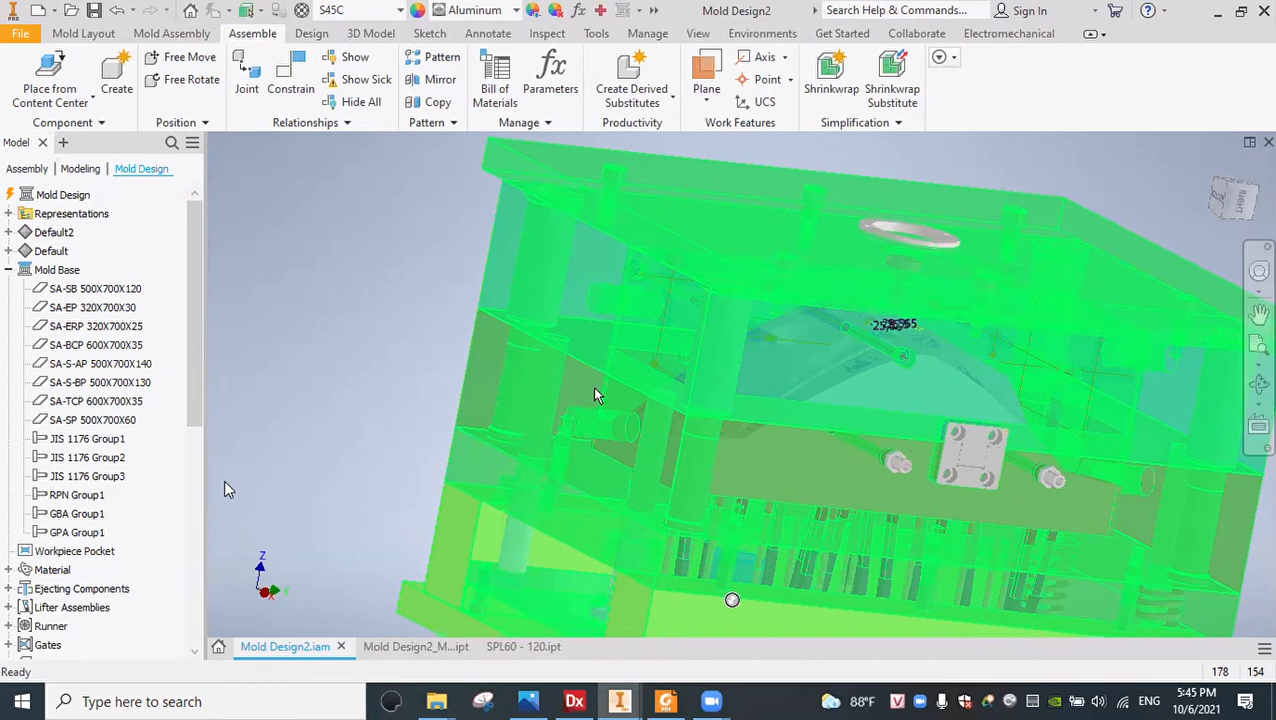 S45C
Aluminum
Mold Design2
Search Help & Commands...
Sign In
File
Mold Layout
Mold Assembly
Assemble
Design
3D Model
Sketch
Annotate
Inspect
Tools
Manage
View
Environments
Get Started
Collaborate
Electromechanical
Place from
Content Center
Create
Free Move
Free Rotate
Joint
Constrain
Show
Show Sick
Hide All
Pattern
Mirror
Copy
Bill of
Materials
Parameters
Create Derived
Substitutes
Plane
Axis
Point
UCS
Shrinkwrap
Shrinkwrap
Substitute
Component
Position
Relationships
Pattern
Manage
Productivity
Work Features
Simplification
Model
Assembly
Modeling
Mold Design
Mold Design
Representations
Default2
Default
Mold Base
SA-SB 500X700X120
SA-EP 320X700X30
SA-ERP 320X700X25
SA-BCP 600X700X35
SA-S-AP 500X700X140
SA-S-BP 500X700X130
SA-TCP 600X700X35
SA-SP 500X700X60
JIS 1176 Group1
JIS 1176 Group2
JIS 1176 Group3
RPN Group1
GBA Group1
GPA Group1
Workpiece Pocket
Material
Ejecting Components
Lifter Assemblies
Runner
Gates
Z
Mold Design2.iam
Mold Design2_M...ipt
SPL60 - 120.ipt
Ready
178
154
Type here to search
88°F
ENG
5:45 PM
10/6/2021